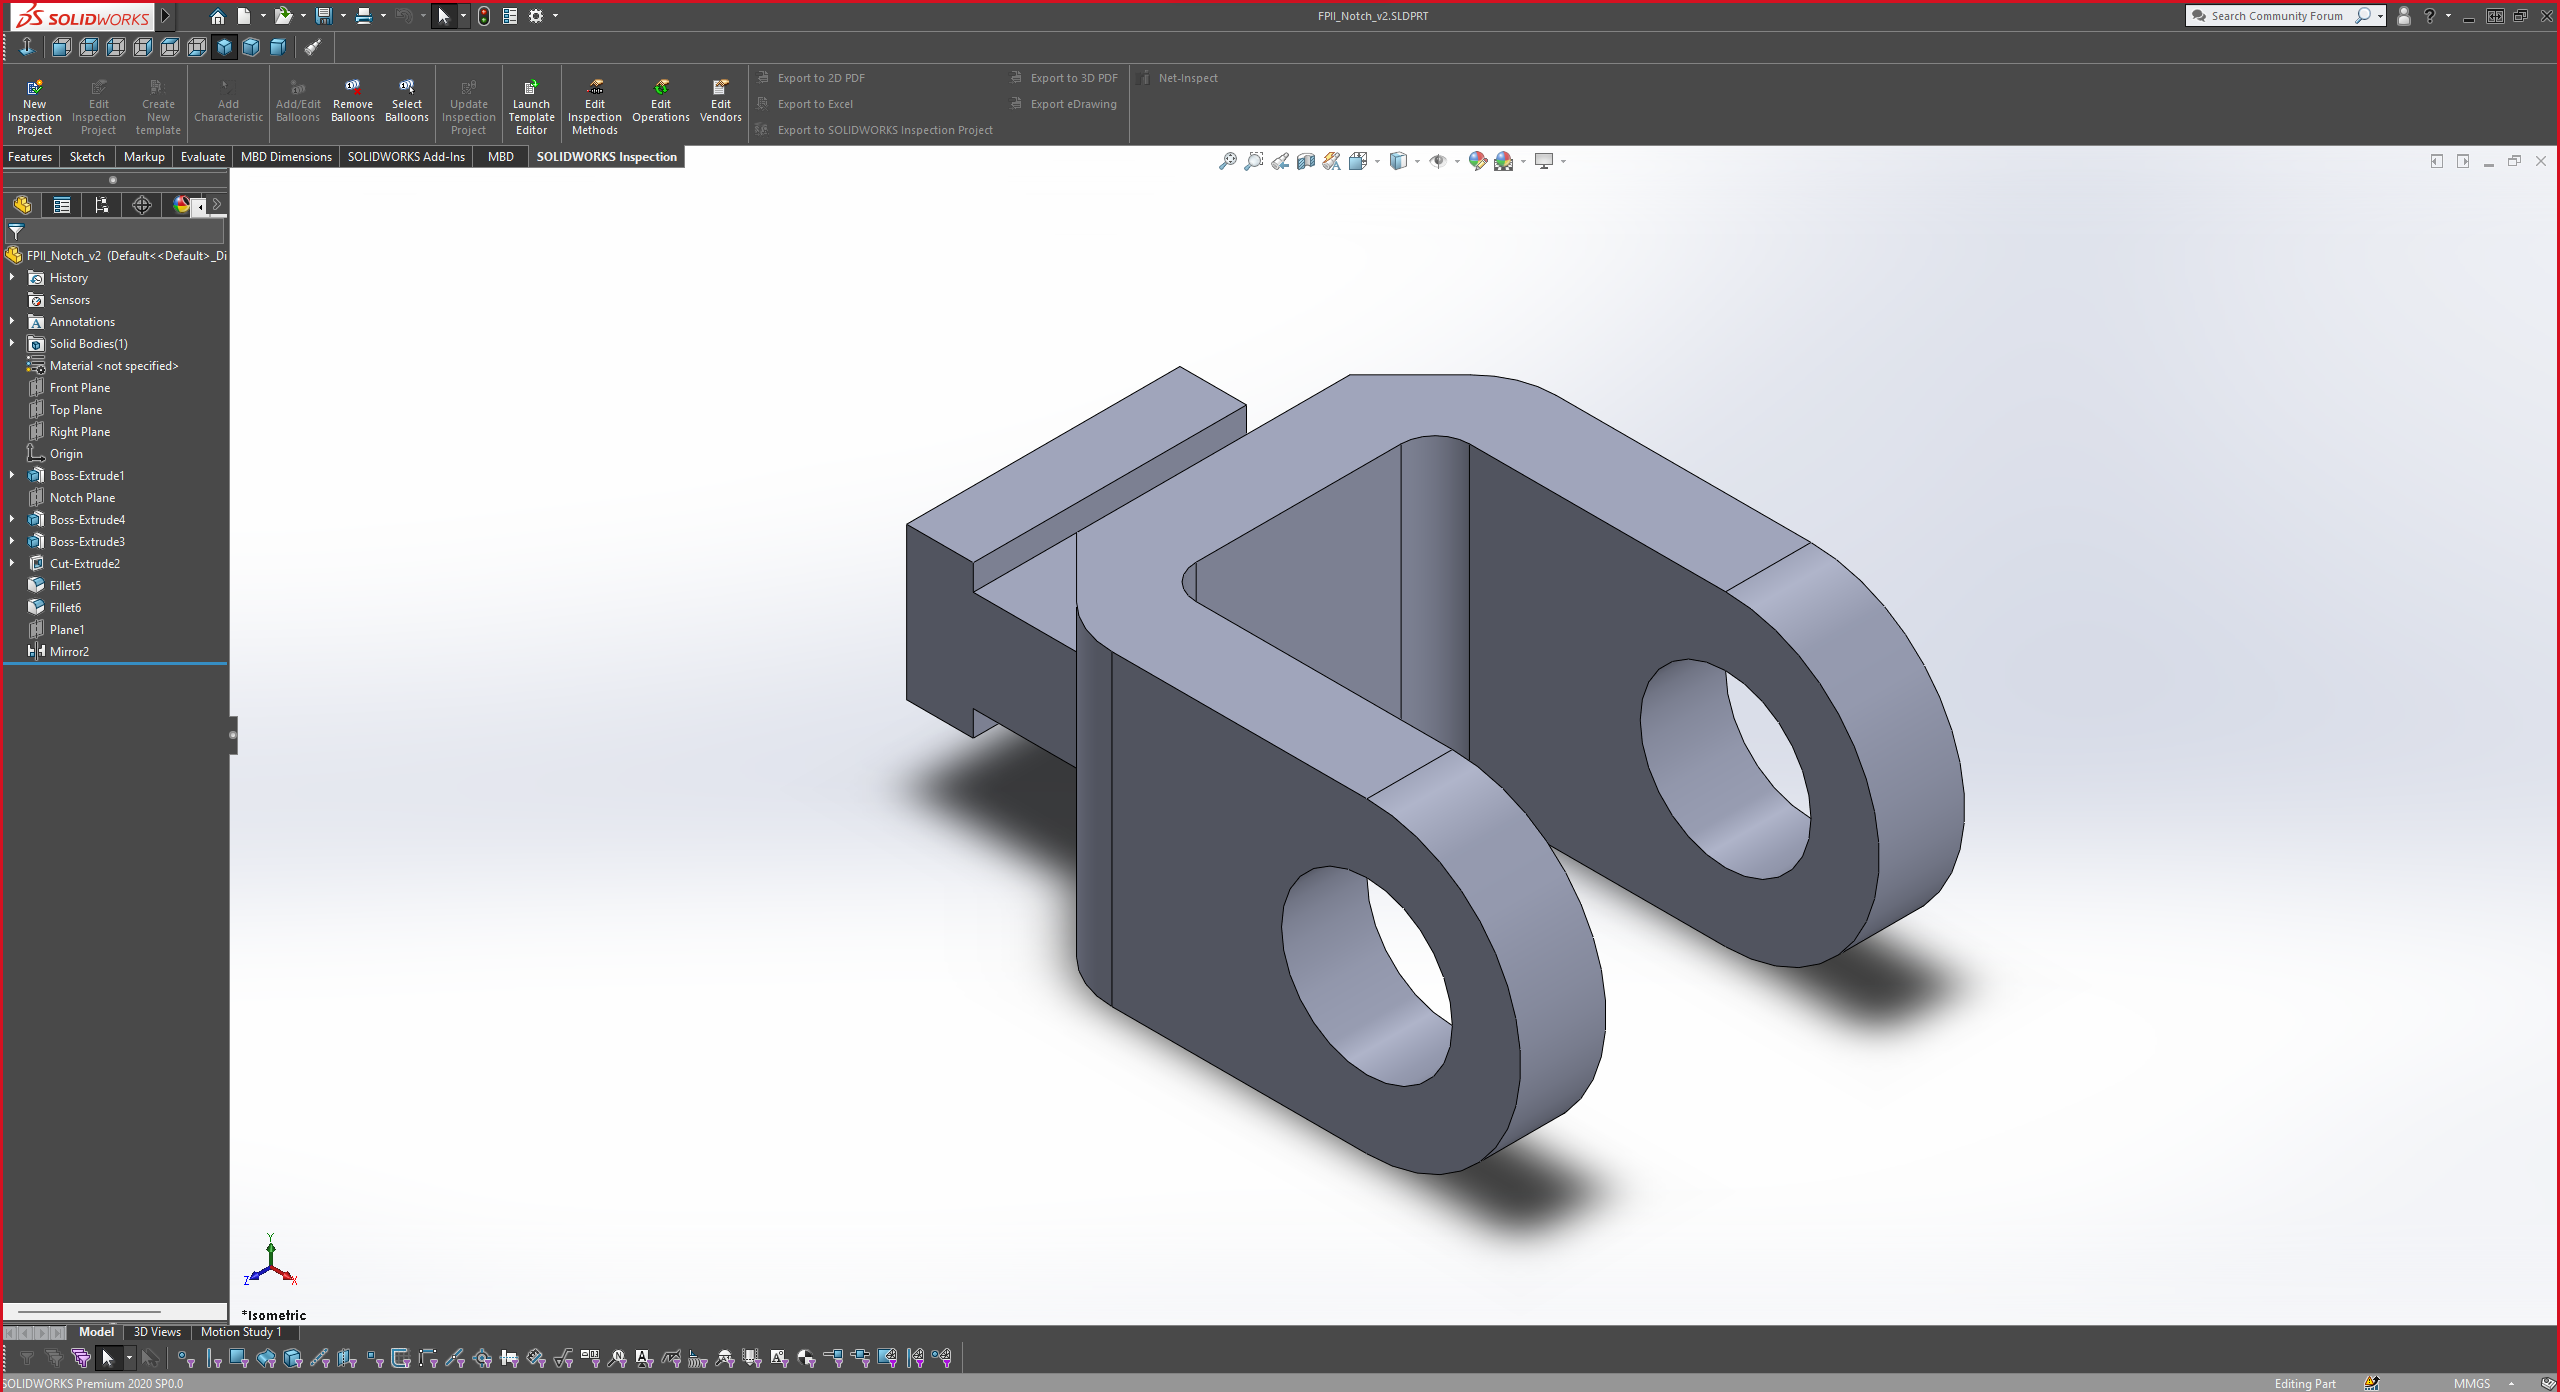 SOLIDWORKS
FPII_Notch_v2.SLDPRT
Search Community Forum
New Inspection Project
Edit Inspection Project
Create New template
Add Characteristic
Add/Edit Balloons
Remove Balloons
Select Balloons
Update Inspection Project
Launch Template Editor
Edit Inspection Methods
Edit Operations
Edit Vendors
Export to 2D PDF
Export to Excel
Export to SOLIDWORKS Inspection Project
Export to 3D PDF
Export eDrawing
Net-Inspect
Features Sketch Markup Evaluate MBD Dimensions SOLIDWORKS Add-Ins MBD SOLIDWORKS Inspection
FPII_Notch_v2 (Default<<Default>_Di
History
Sensors
Annotations
Solid Bodies(1)
Material <not specified>
Front Plane
Top Plane
Right Plane
Origin
Boss-Extrude1
Notch Plane
Boss-Extrude4
Boss-Extrude3
Cut-Extrude2
Fillet5
Fillet6
Plane1
Mirror2
Y
Z X
*Isometric
Model 3D Views Motion Study 1
SOLIDWORKS Premium 2020 SP0.0
Editing Part
MMGS